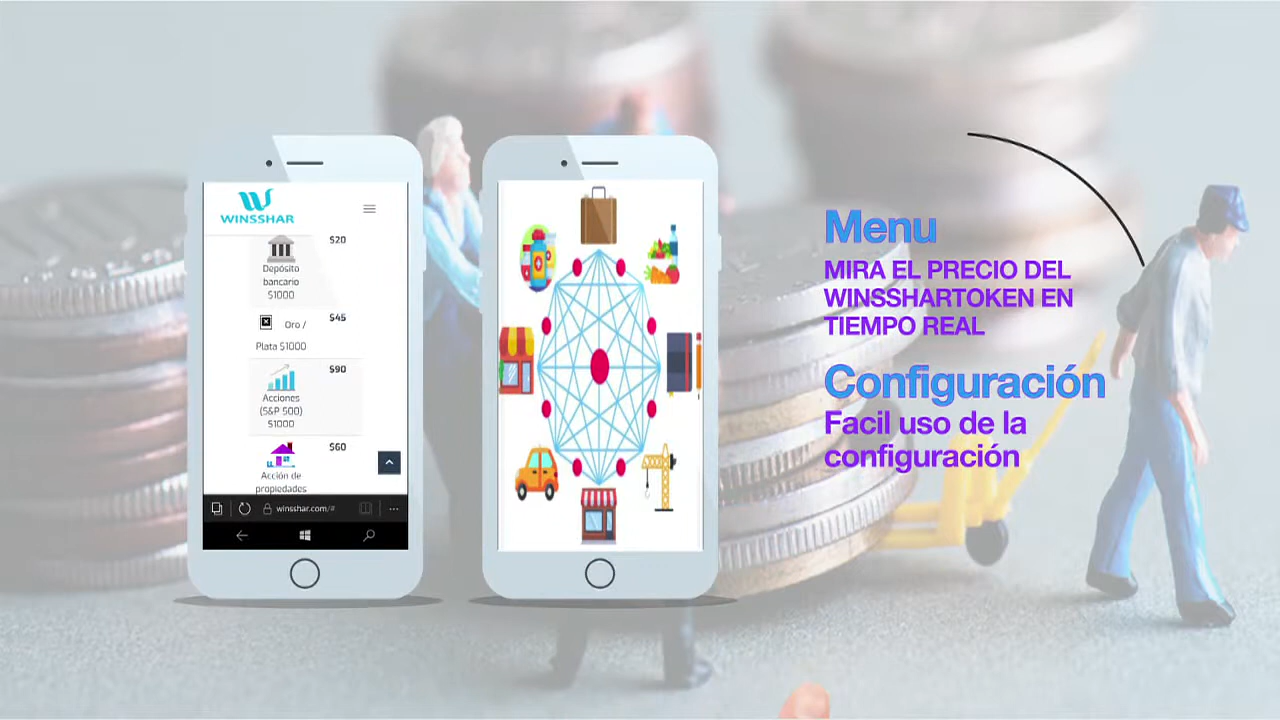 WINSSHAR
$20
Depósito
bancario
$1000
$45
Oro /
Plata $1000
$90
Acciones
(S&P 500)
$1000
$60
Acción de
propiedades
winsshar.com/#
Menu
MIRA EL PRECIO DEL
WINSSHARTOKEN EN
TIEMPO REAL
Configuración
Facil uso de la
configuración